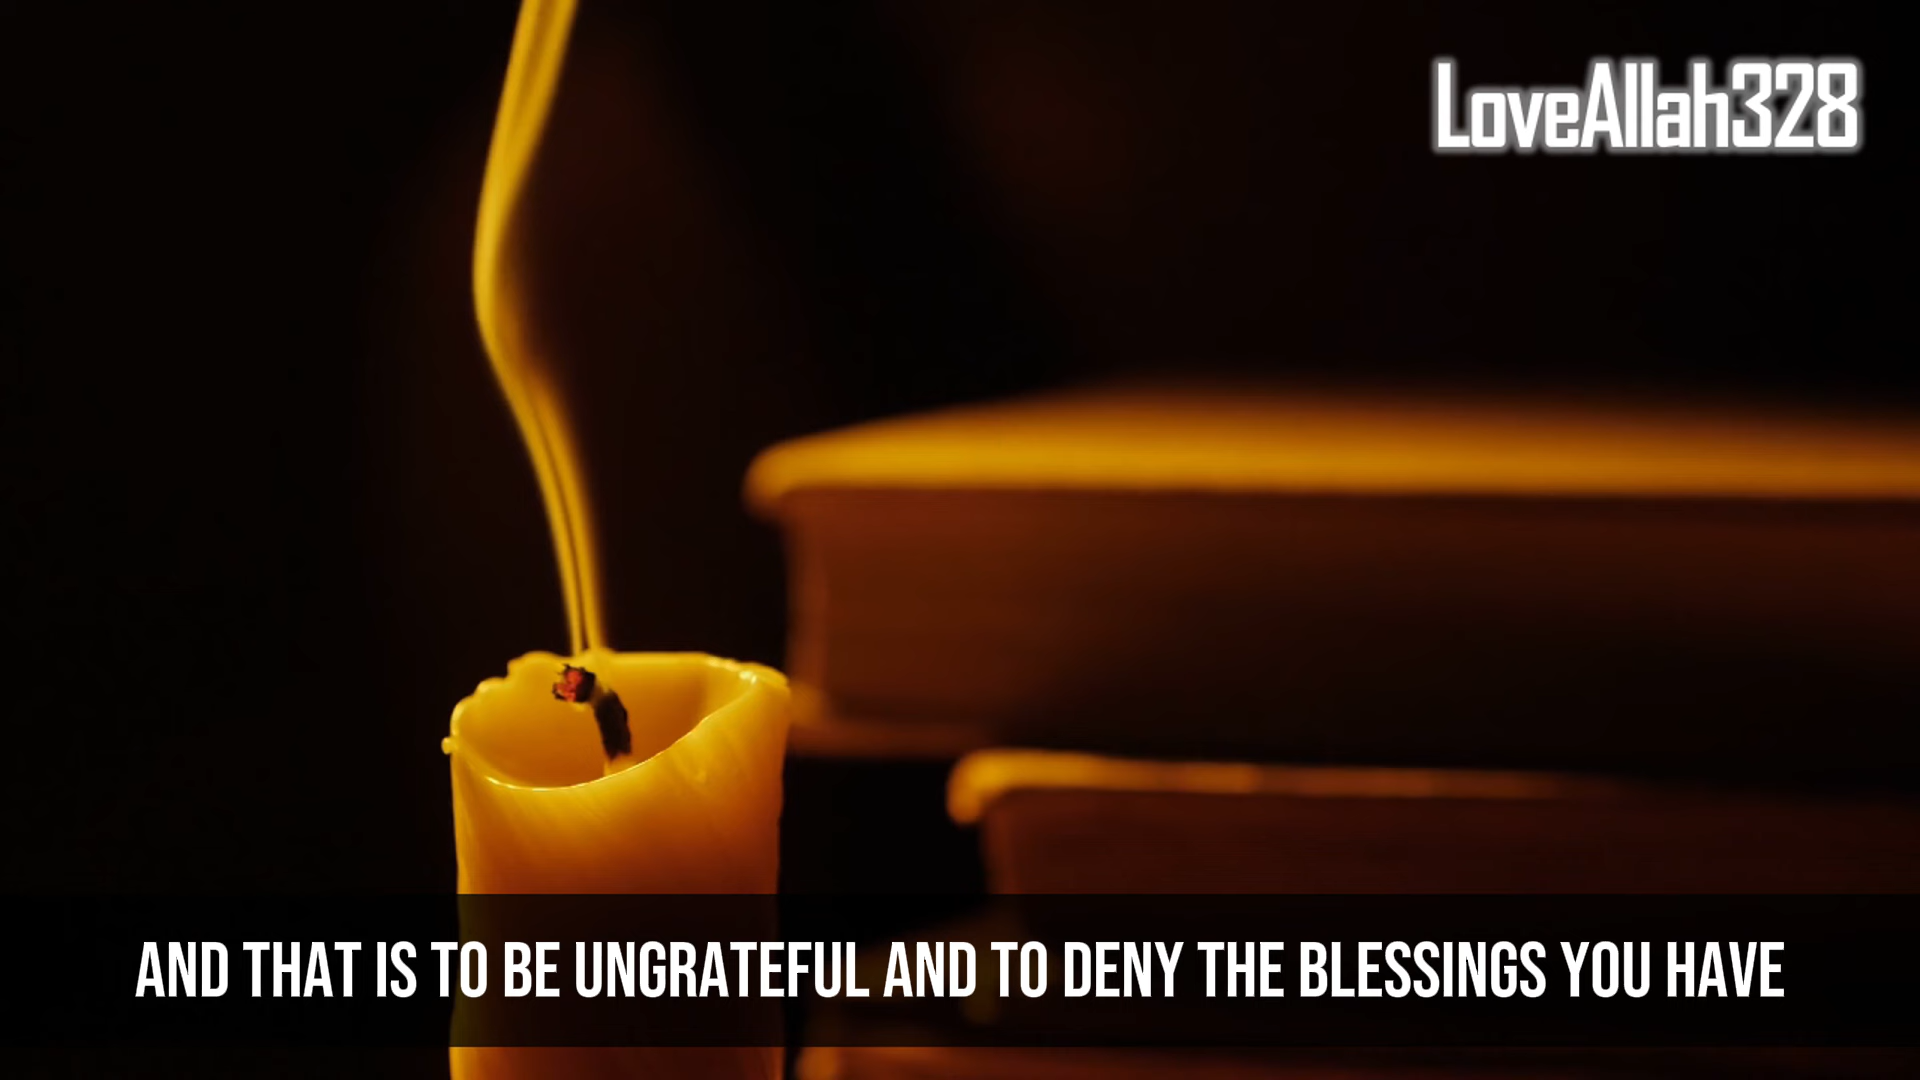 LoveAllah328
AND THAT IS TO BE UNGRATEFUL AND TO DENY THE BLESSINGS YOU HAVE